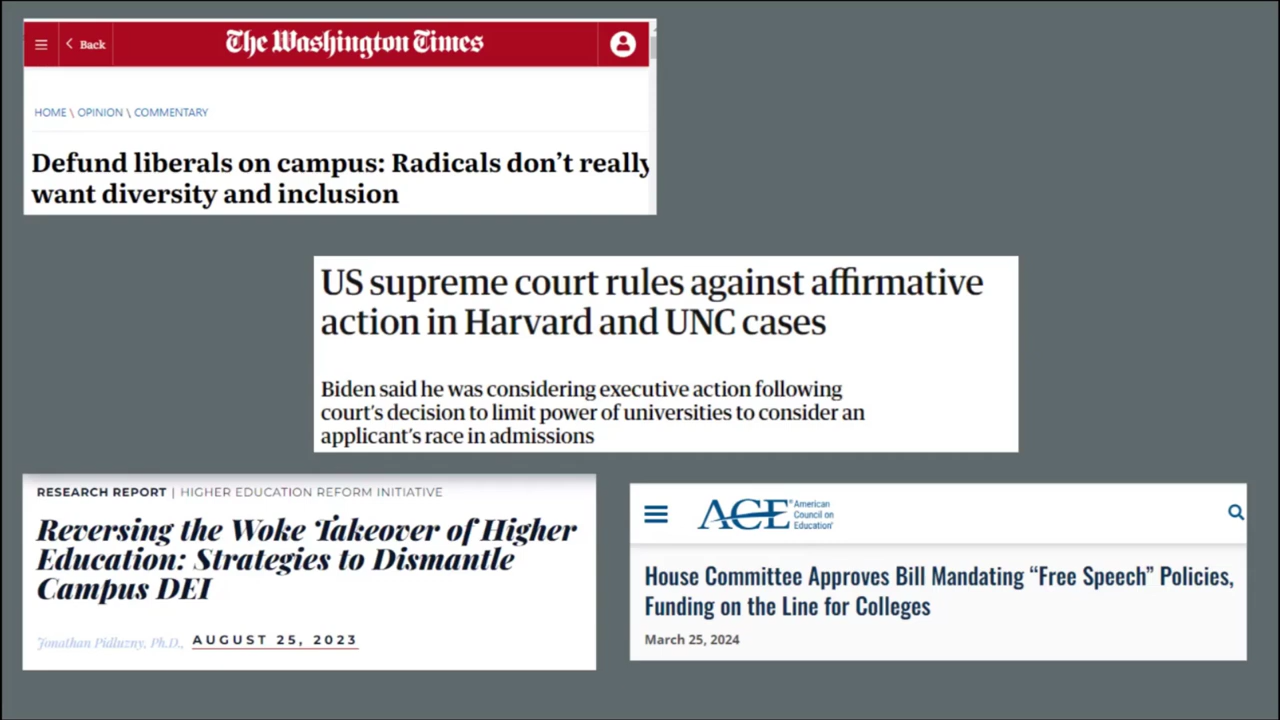 Back
The Washington Times
HOME \ OPINION \ COMMENTARY
Defund liberals on campus: Radicals don’t really
want diversity and inclusion
US supreme court rules against affirmative
action in Harvard and UNC cases
Biden said he was considering executive action following
court’s decision to limit power of universities to consider an
applicant’s race in admissions
RESEARCH REPORT | HIGHER EDUCATION REFORM INITIATIVE
Reversing the Woke Takeover of Higher
Education: Strategies to Dismantle
Campus DEI
Jonathan Pidluzny, Ph.D., AUGUST 25, 2023
ACE® American
Council on
Education®
House Committee Approves Bill Mandating “Free Speech” Policies,
Funding on the Line for Colleges
March 25, 2024